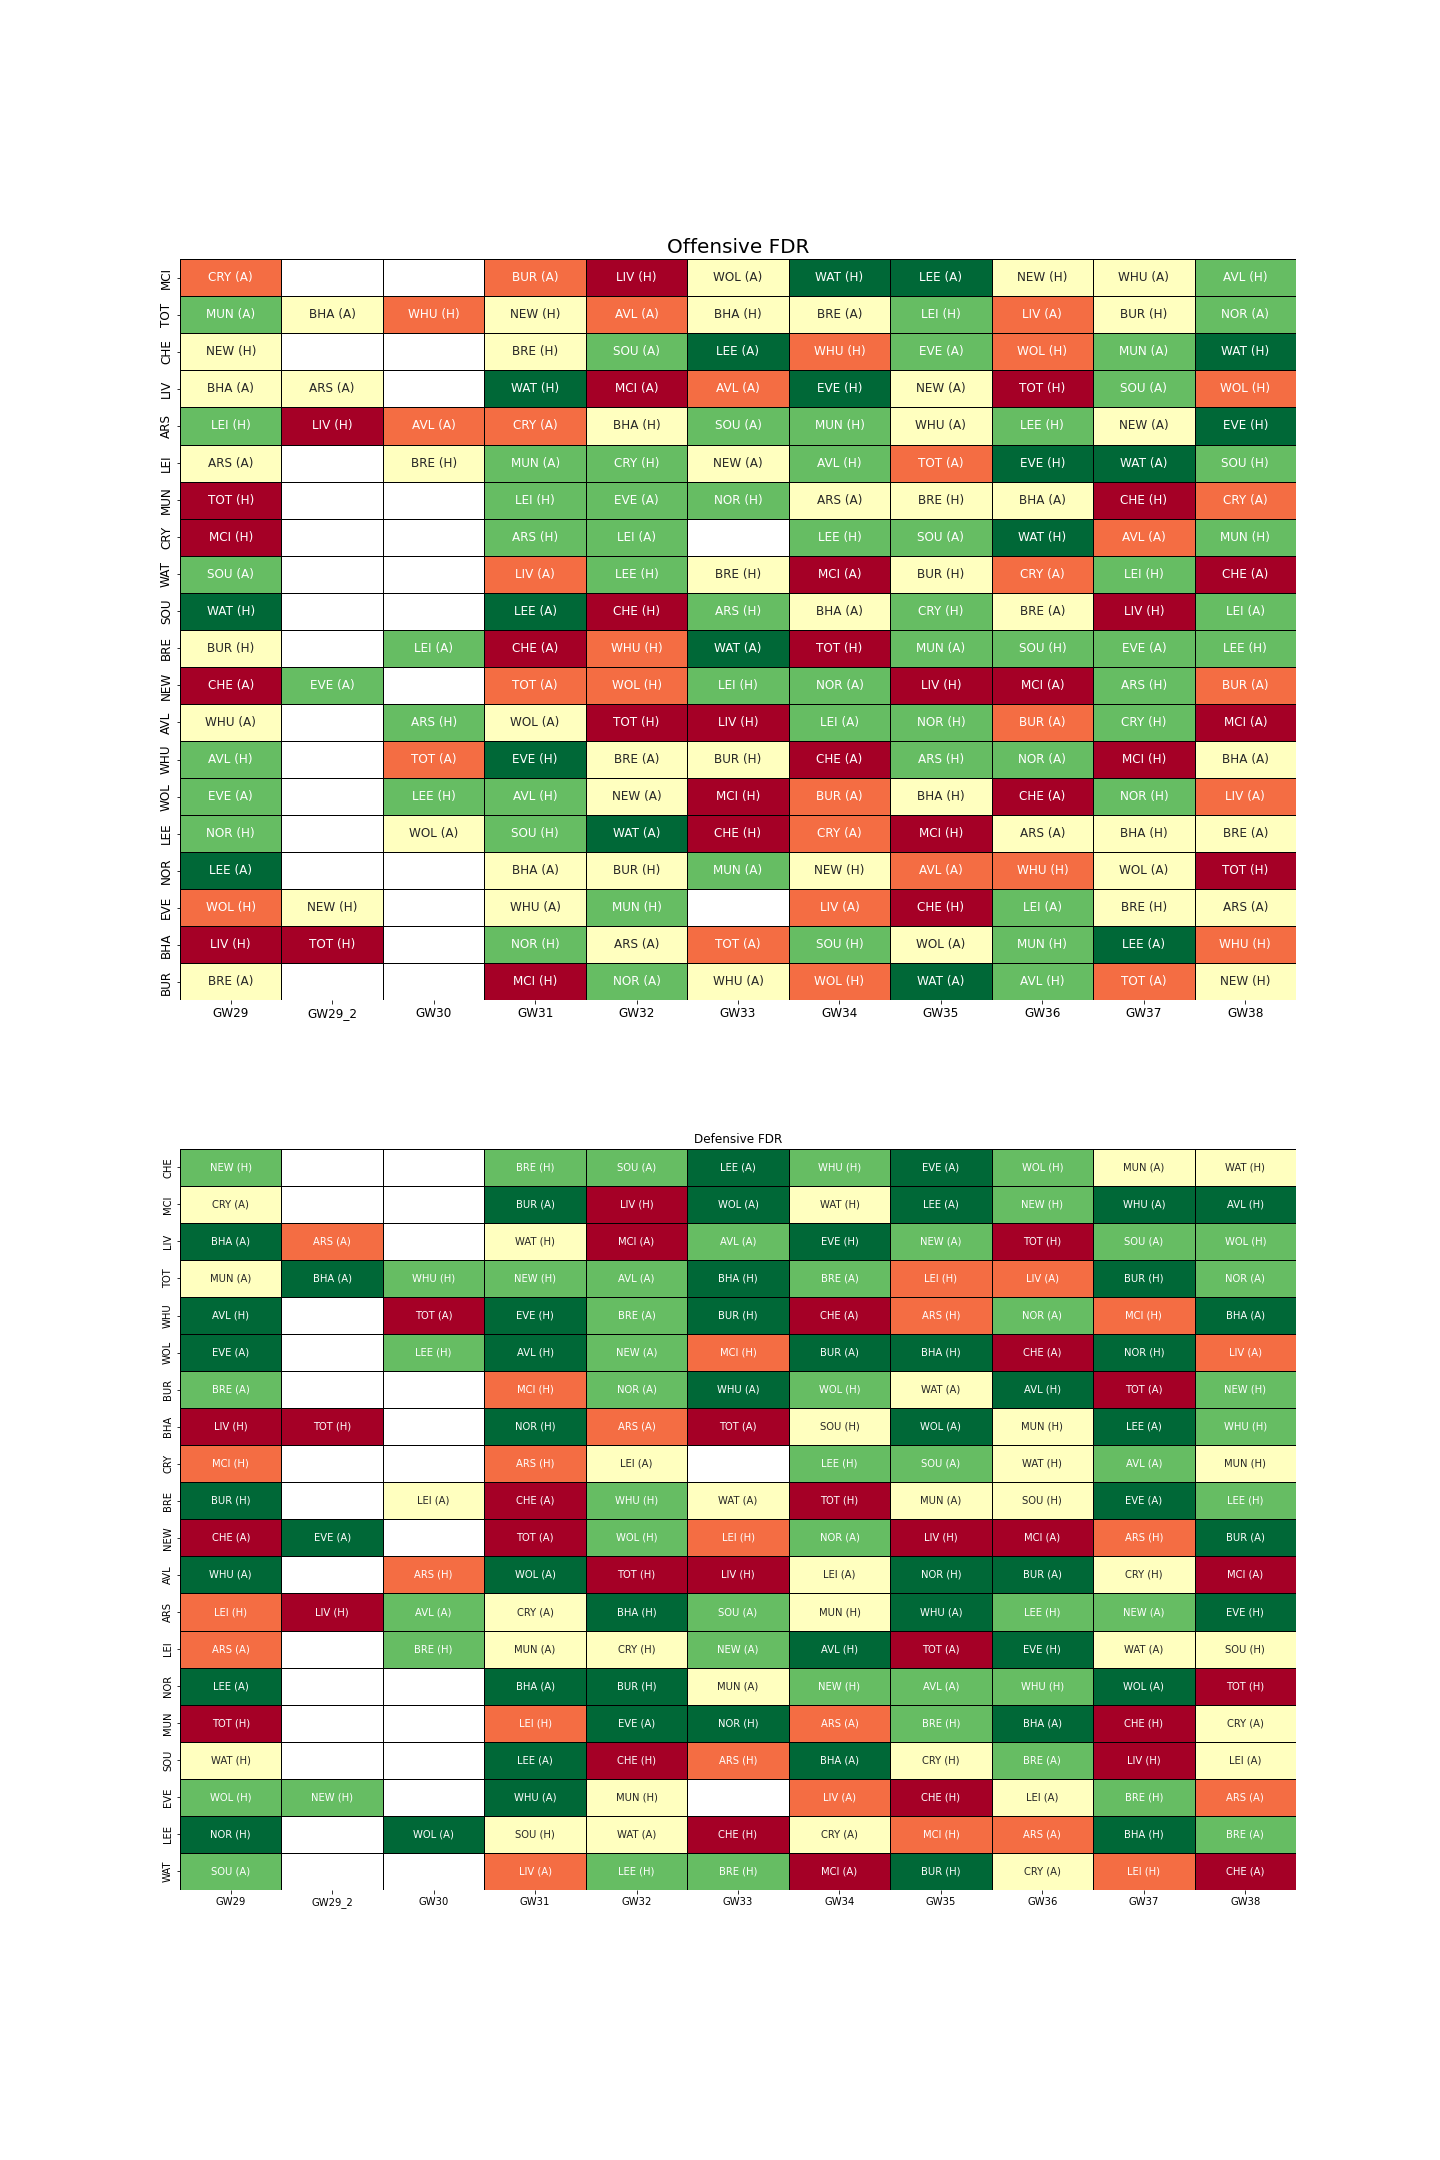 Offensive FDR
MCI CRY (A) BUR (A) LIV (H) WOL (A) WAT (H) LEE (A) NEW (H) WHU (A) AVL (H)
TOT MUN (A) BHA (A) WHU (H) NEW (H) AVL (A) BHA (H) BRE (A) LEI (H) LIV (A) BUR (H) NOR (A)
CHE NEW (H) BRE (H) SOU (A) LEE (A) WHU (H) EVE (A) WOL (H) MUN (A) WAT (H)
LIV BHA (A) ARS (A) WAT (H) MCI (A) AVL (A) EVE (H) NEW (A) TOT (H) SOU (A) WOL (H)
ARS LEI (H) LIV (H) AVL (A) CRY (A) BHA (H) SOU (A) MUN (H) WHU (A) LEE (H) NEW (A) EVE (H)
LEI ARS (A) BRE (H) MUN (A) CRY (H) NEW (A) AVL (H) TOT (A) EVE (H) WAT (A) SOU (H)
MUN TOT (H) LEI (H) EVE (A) NOR (H) ARS (A) BRE (H) BHA (A) CHE (H) CRY (A)
CRY MCI (H) ARS (H) LEI (A) LEE (H) SOU (A) WAT (H) AVL (A) MUN (H)
WAT SOU (A) LIV (A) LEE (H) BRE (H) MCI (A) BUR (H) CRY (A) LEI (H) CHE (A)
SOU WAT (H) LEE (A) CHE (H) ARS (H) BHA (A) CRY (H) BRE (A) LIV (H) LEI (A)
BRE BUR (H) LEI (A) CHE (A) WHU (H) WAT (A) TOT (H) MUN (A) SOU (H) EVE (A) LEE (H)
NEW CHE (A) EVE (A) TOT (A) WOL (H) LEI (H) NOR (A) LIV (H) MCI (A) ARS (H) BUR (A)
AVL WHU (A) ARS (H) WOL (A) TOT (H) LIV (H) LEI (A) NOR (H) BUR (A) CRY (H) MCI (A)
WHU AVL (H) TOT (A) EVE (H) BRE (A) BUR (H) CHE (A) ARS (H) NOR (A) MCI (H) BHA (A)
WOL EVE (A) LEE (H) AVL (H) NEW (A) MCI (H) BUR (A) BHA (H) CHE (A) NOR (H) LIV (A)
LEE NOR (H) WOL (A) SOU (H) WAT (A) CHE (H) CRY (A) MCI (H) ARS (A) BHA (H) BRE (A)
NOR LEE (A) BHA (A) BUR (H) MUN (A) NEW (H) AVL (A) WHU (H) WOL (A) TOT (H)
EVE WOL (H) NEW (H) WHU (A) MUN (H) LIV (A) CHE (H) LEI (A) BRE (H) ARS (A)
BHA LIV (H) TOT (H) NOR (H) ARS (A) TOT (A) SOU (H) WOL (A) MUN (H) LEE (A) WHU (H)
BUR BRE (A) MCI (H) NOR (A) WHU (A) WOL (H) WAT (A) AVL (H) TOT (A) NEW (H)
GW29 GW29_2 GW30 GW31 GW32 GW33 GW34 GW35 GW36 GW37 GW38
Defensive FDR
CHE NEW (H) BRE (H) SOU (A) LEE (A) WHU (H) EVE (A) WOL (H) MUN (A) WAT (H)
MCI CRY (A) BUR (A) LIV (H) WOL (A) WAT (H) LEE (A) NEW (H) WHU (A) AVL (H)
LIV BHA (A) ARS (A) WAT (H) MCI (A) AVL (A) EVE (H) NEW (A) TOT (H) SOU (A) WOL (H)
TOT MUN (A) BHA (A) WHU (H) NEW (H) AVL (A) BHA (H) BRE (A) LEI (H) LIV (A) BUR (H) NOR (A)
WHU AVL (H) TOT (A) EVE (H) BRE (A) BUR (H) CHE (A) ARS (H) NOR (A) MCI (H) BHA (A)
WOL EVE (A) LEE (H) AVL (H) NEW (A) MCI (H) BUR (A) BHA (H) CHE (A) NOR (H) LIV (A)
BUR BRE (A) MCI (H) NOR (A) WHU (A) WOL (H) WAT (A) AVL (H) TOT (A) NEW (H)
BHA LIV (H) TOT (H) NOR (H) ARS (A) TOT (A) SOU (H) WOL (A) MUN (H) LEE (A) WHU (H)
CRY MCI (H) ARS (H) LEI (A) LEE (H) SOU (A) WAT (H) AVL (A) MUN (H)
BRE BUR (H) LEI (A) CHE (A) WHU (H) WAT (A) TOT (H) MUN (A) SOU (H) EVE (A) LEE (H)
NEW CHE (A) EVE (A) TOT (A) WOL (H) LEI (H) NOR (A) LIV (H) MCI (A) ARS (H) BUR (A)
AVL WHU (A) ARS (H) WOL (A) TOT (H) LIV (H) LEI (A) NOR (H) BUR (A) CRY (H) MCI (A)
ARS LEI (H) LIV (H) AVL (A) CRY (A) BHA (H) SOU (A) MUN (H) WHU (A) LEE (H) NEW (A) EVE (H)
LEI ARS (A) BRE (H) MUN (A) CRY (H) NEW (A) AVL (H) TOT (A) EVE (H) WAT (A) SOU (H)
NOR LEE (A) BHA (A) BUR (H) MUN (A) NEW (H) AVL (A) WHU (H) WOL (A) TOT (H)
MUN TOT (H) LEI (H) EVE (A) NOR (H) ARS (A) BRE (H) BHA (A) CHE (H) CRY (A)
SOU WAT (H) LEE (A) CHE (H) ARS (H) BHA (A) CRY (H) BRE (A) LIV (H) LEI (A)
EVE WOL (H) NEW (H) WHU (A) MUN (H) LIV (A) CHE (H) LEI (A) BRE (H) ARS (A)
LEE NOR (H) WOL (A) SOU (H) WAT (A) CHE (H) CRY (A) MCI (H) ARS (A) BHA (H) BRE (A)
WAT SOU (A) LIV (A) LEE (H) BRE (H) MCI (A) BUR (H) CRY (A) LEI (H) CHE (A)
GW29 GW29_2 GW30 GW31 GW32 GW33 GW34 GW35 GW36 GW37 GW38